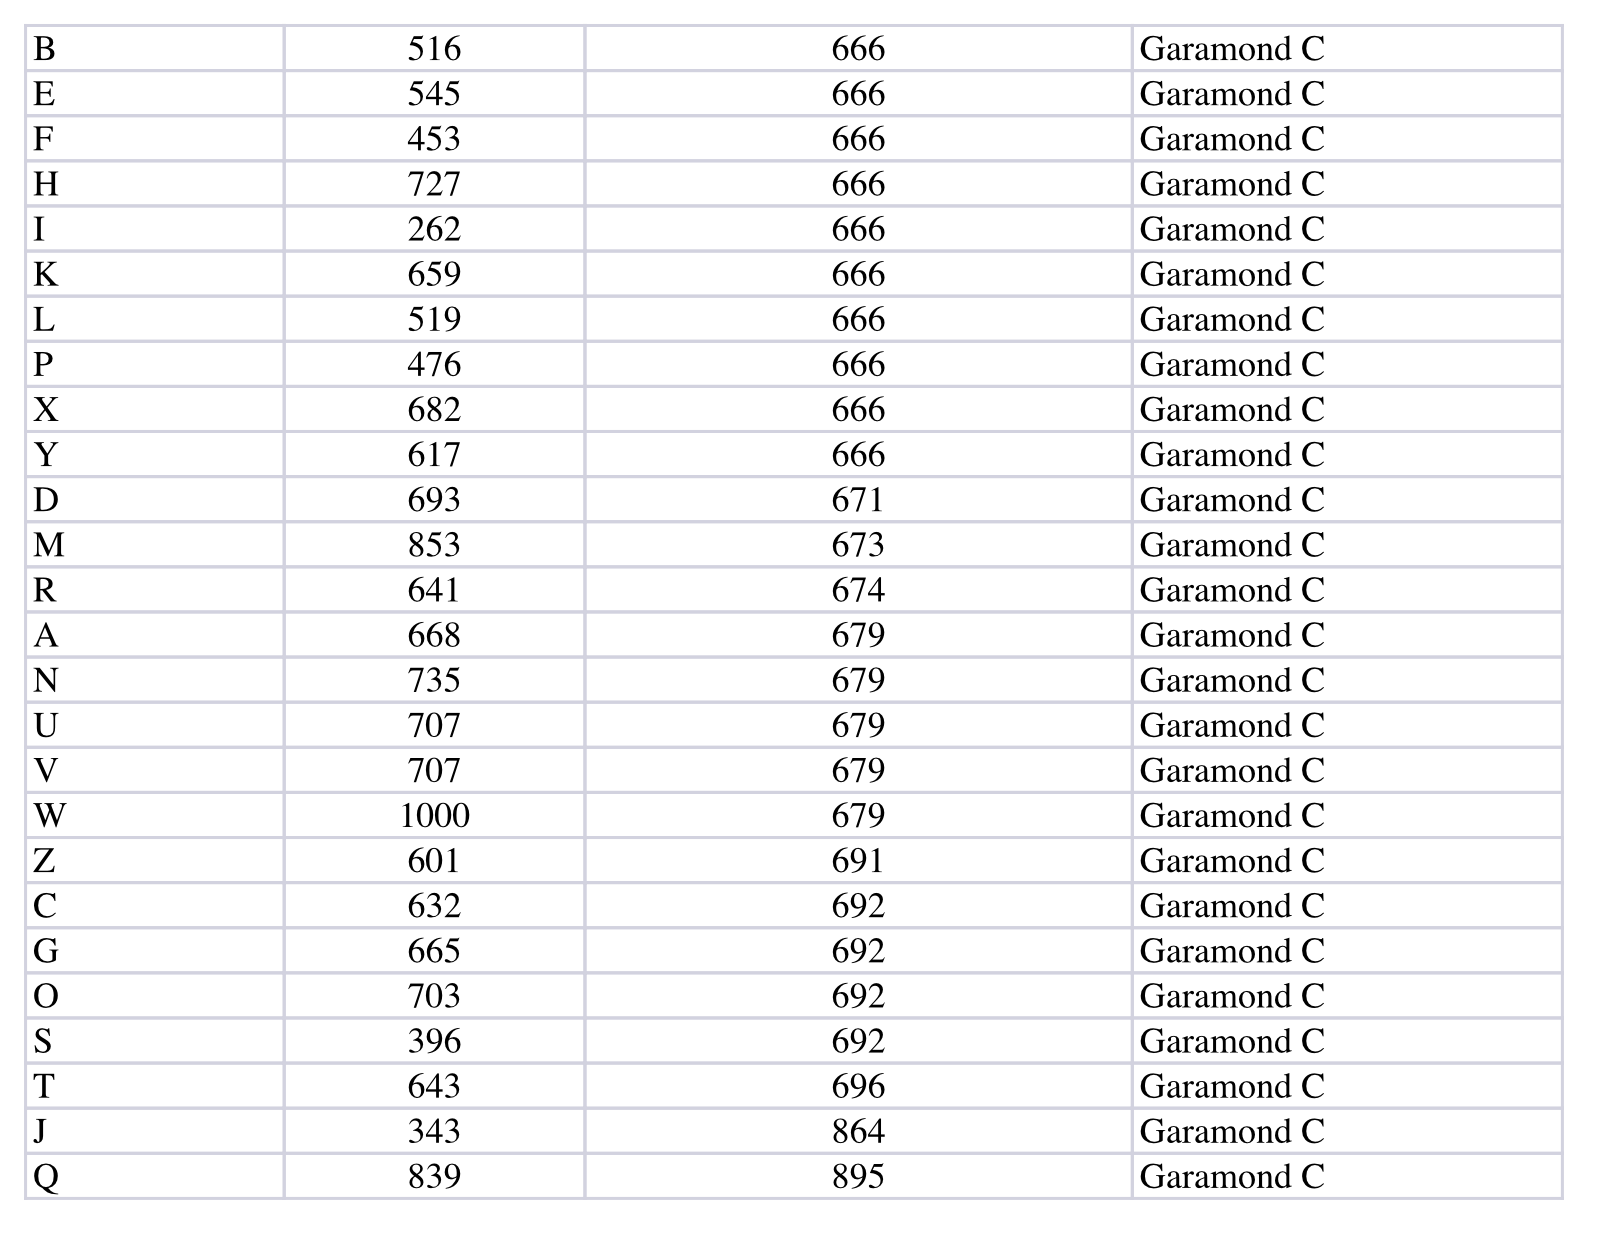 B 516 666 Garamond C
E 545 666 Garamond C
F 453 666 Garamond C
H 727 666 Garamond C
I 262 666 Garamond C
K 659 666 Garamond C
L 519 666 Garamond C
P 476 666 Garamond C
X 682 666 Garamond C
Y 617 666 Garamond C
D 693 671 Garamond C
M 853 673 Garamond C
R 641 674 Garamond C
A 668 679 Garamond C
N 735 679 Garamond C
U 707 679 Garamond C
V 707 679 Garamond C
W 1000 679 Garamond C
Z 601 691 Garamond C
C 632 692 Garamond C
G 665 692 Garamond C
O 703 692 Garamond C
S 396 692 Garamond C
T 643 696 Garamond C
J 343 864 Garamond C
Q 839 895 Garamond C